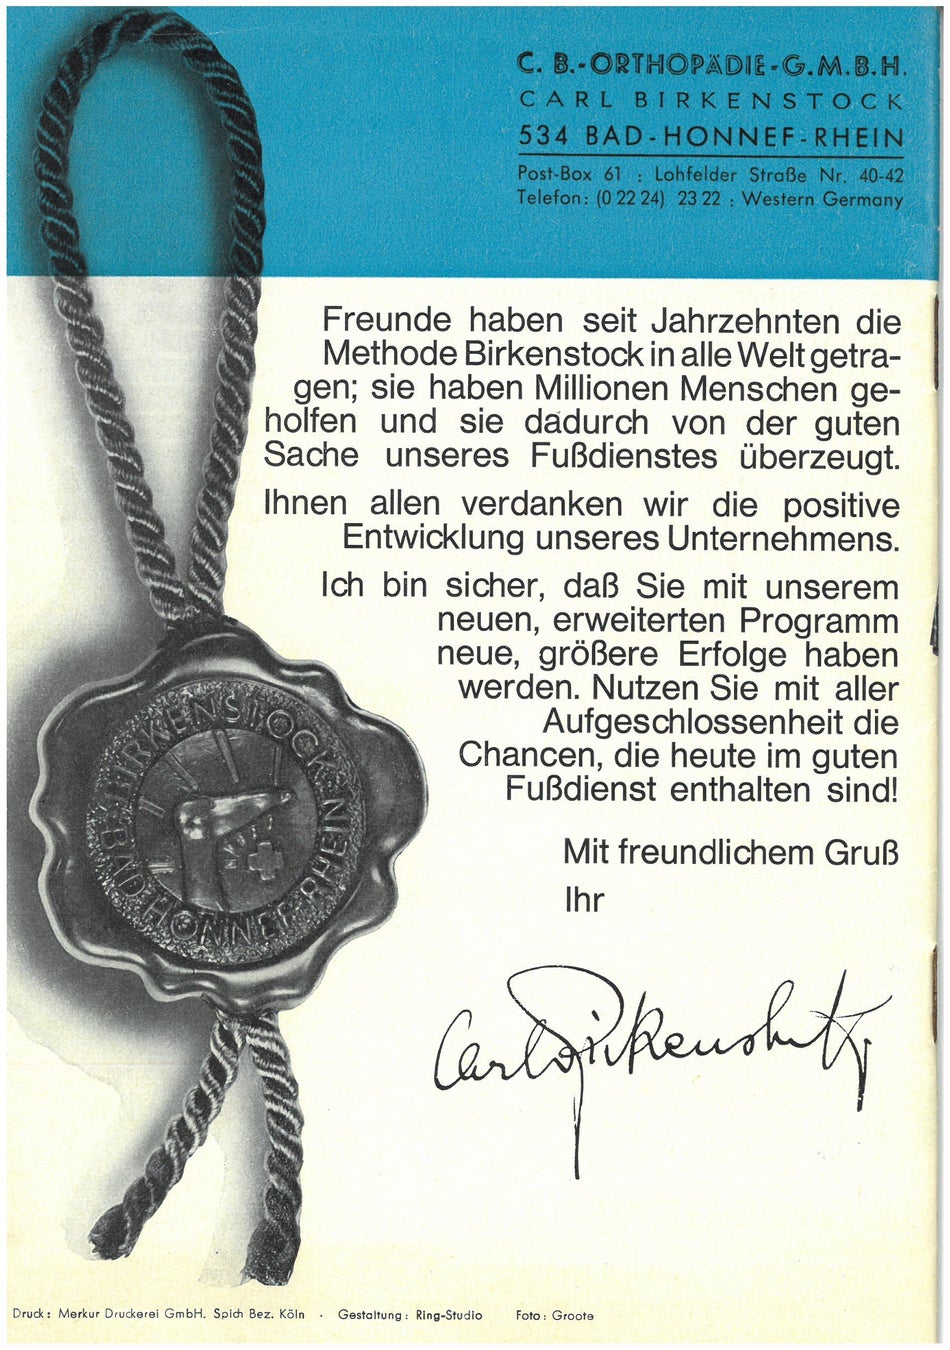 C. B.-ORTHOPÄDIE-G.M.B.H.
CARL BIRKENSTOCK
534 BAD-HONNEF-RHEIN
Post-Box 61 : Lohfelder Straße Nr. 40-42
Telefon: (0 22 24) 23 22 : Western Germany
Freunde haben seit Jahrzehnten die
Methode Birkenstock in alle Welt getra-
gen; sie haben Millionen Menschen ge-
holfen und sie dadurch von der guten
Sache unseres Fußdienstes überzeugt.
Ihnen allen verdanken wir die positive
Entwicklung unseres Unternehmens.
Ich bin sicher, daß Sie mit unserem
neuen, erweiterten Programm
neue, größere Erfolge haben
werden. Nutzen Sie mit aller
Aufgeschlossenheit die
Chancen, die heute im guten
Fußdienst enthalten sind!
Mit freundlichem Gruß
Ihr
Carl Birkenstock
BIRKENSTOCK
BAD-HONNEF-RHEIN
Druck: Merkur Druckerei GmbH. Spich Bez. Köln · Gestaltung: Ring-Studio Foto: Groote